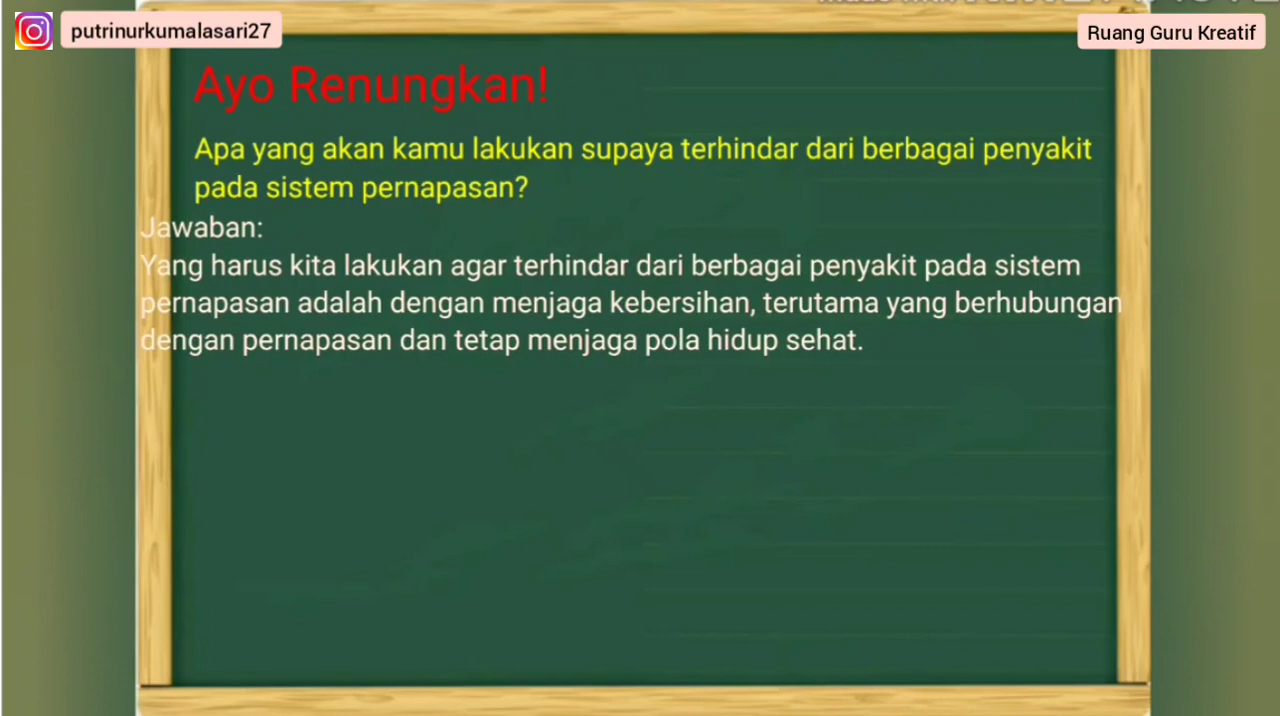 putrinurkumalasari27
Ruang Guru Kreatif
Ayo Renungkan!
Apa yang akan kamu lakukan supaya terhindar dari berbagai penyakit
pada sistem pernapasan?
Jawaban:
Yang harus kita lakukan agar terhindar dari berbagai penyakit pada sistem
pernapasan adalah dengan menjaga kebersihan, terutama yang berhubungan
dengan pernapasan dan tetap menjaga pola hidup sehat.